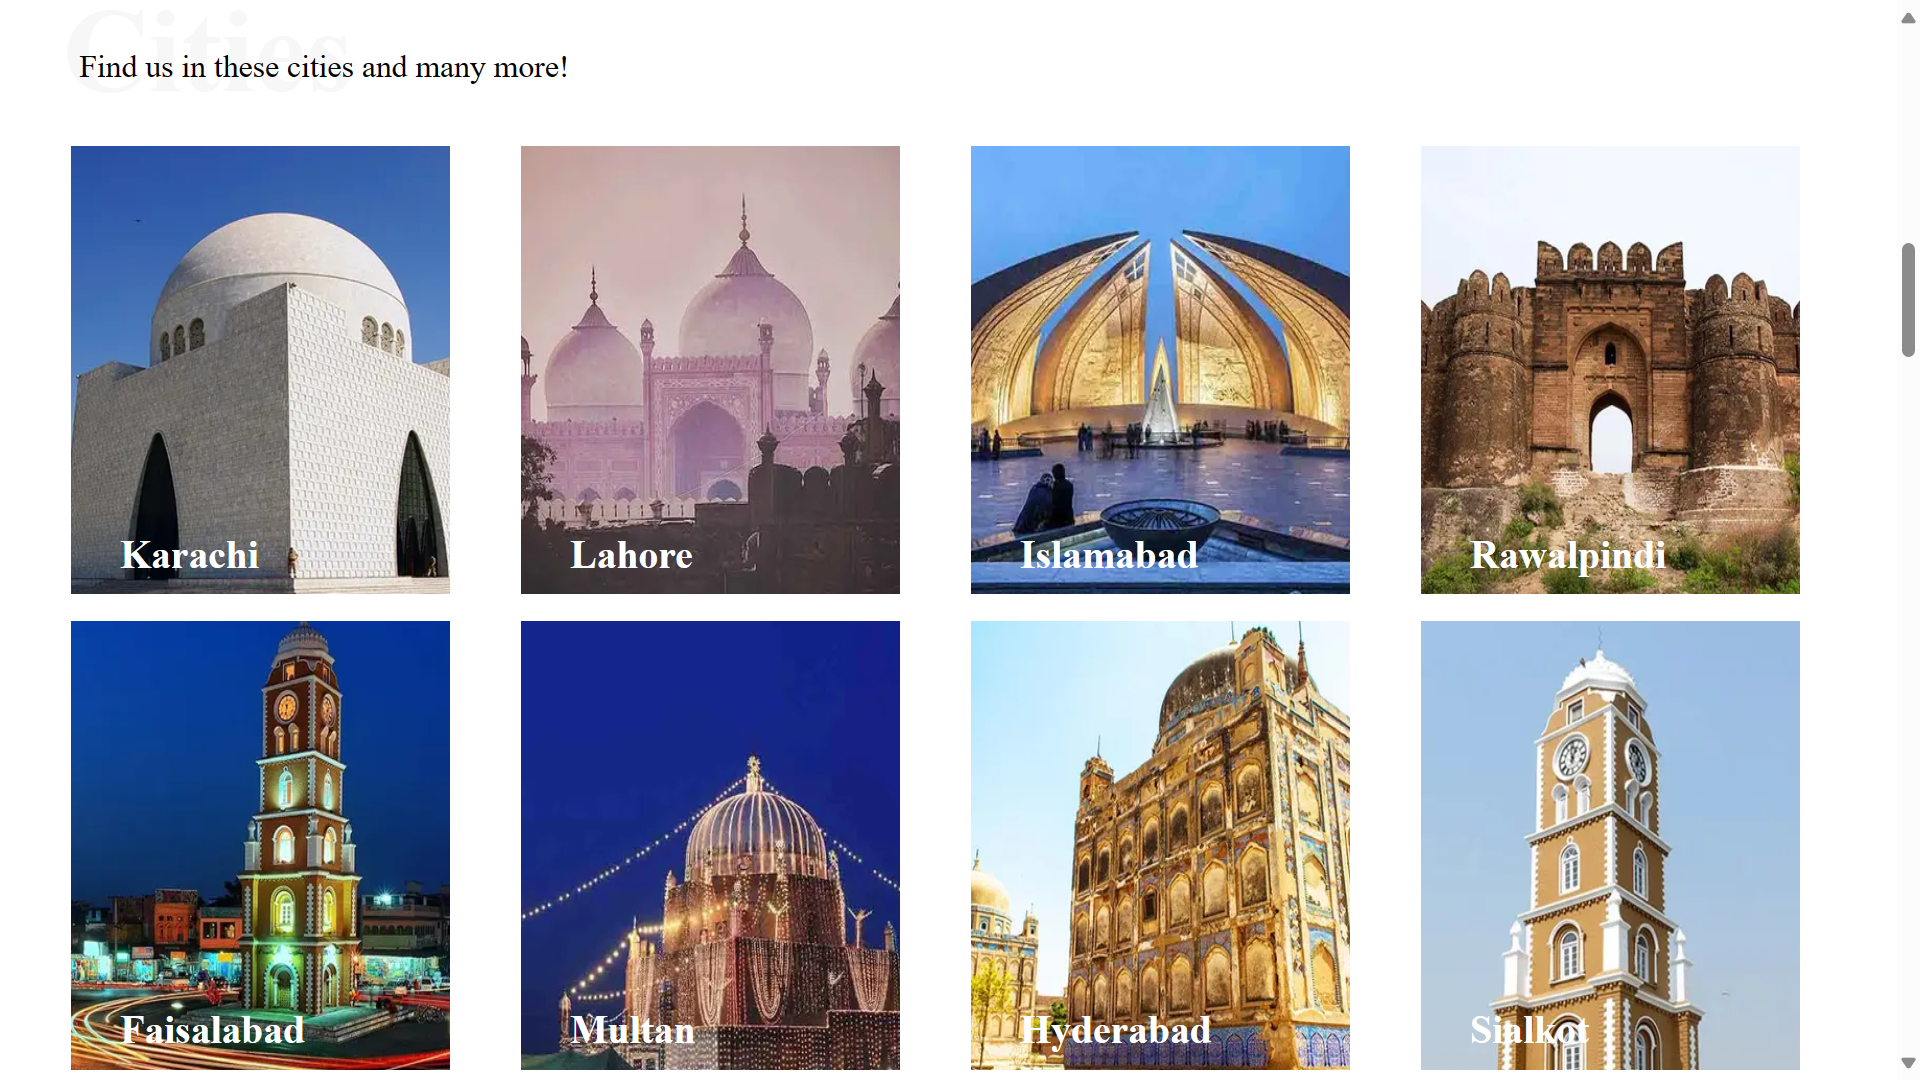 Cities
Find us in these cities and many more!
Karachi
Lahore
Islamabad
Rawalpindi
Faisalabad
Multan
Hyderabad
Sialkot